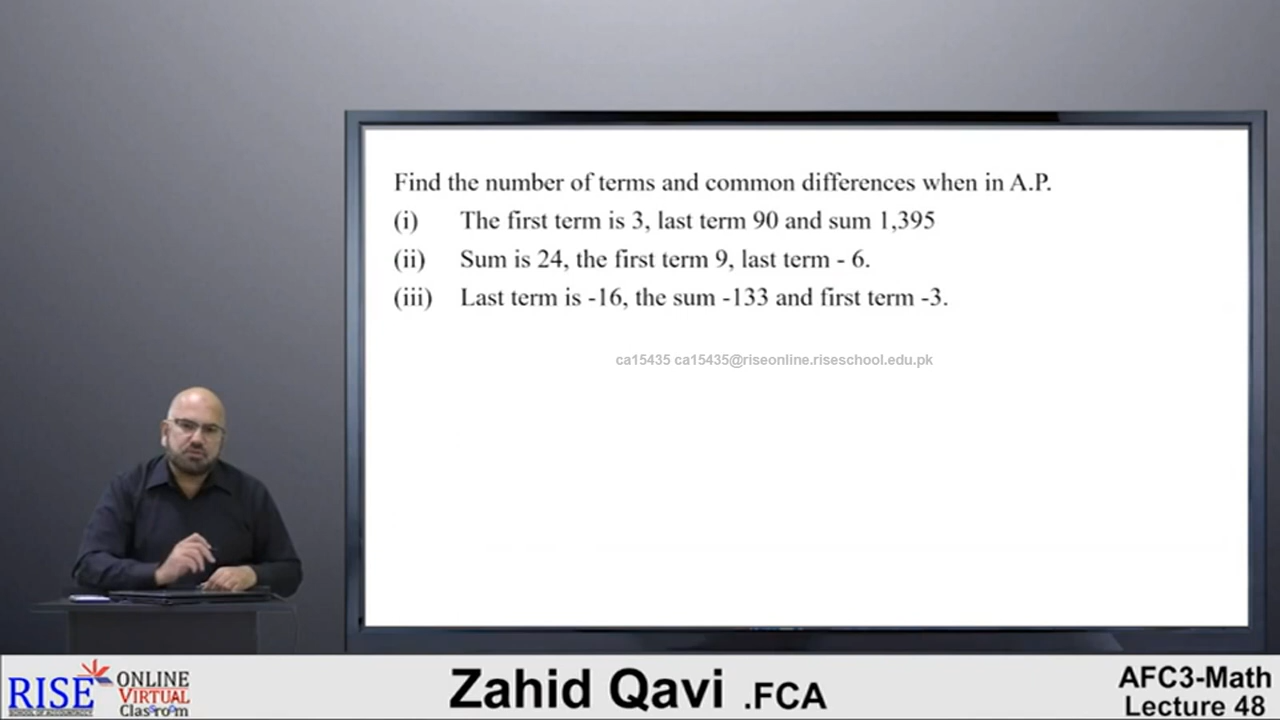 Find the number of terms and common differences when in A.P.
(i) The first term is 3, last term 90 and sum 1,395
(ii) Sum is 24, the first term 9, last term - 6.
(iii) Last term is -16, the sum -133 and first term -3.
ca15435 ca15435@riseonline.riseschool.edu.pk
RISE
SCHOOL OF ACCOUNTANCY
ONLINE
VIRTUAL
Classroom
Zahid Qavi .FCA
AFC3-Math
Lecture 48